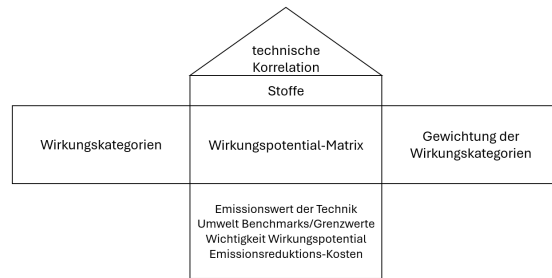 technische
Korrelation
Stoffe
Wirkungskategorien
Wirkungspotential-Matrix
Gewichtung der
Wirkungskategorien
Emissionswert der Technik
Umwelt Benchmarks/Grenzwerte
Wichtigkeit Wirkungspotential
Emissionsreduktions-Kosten